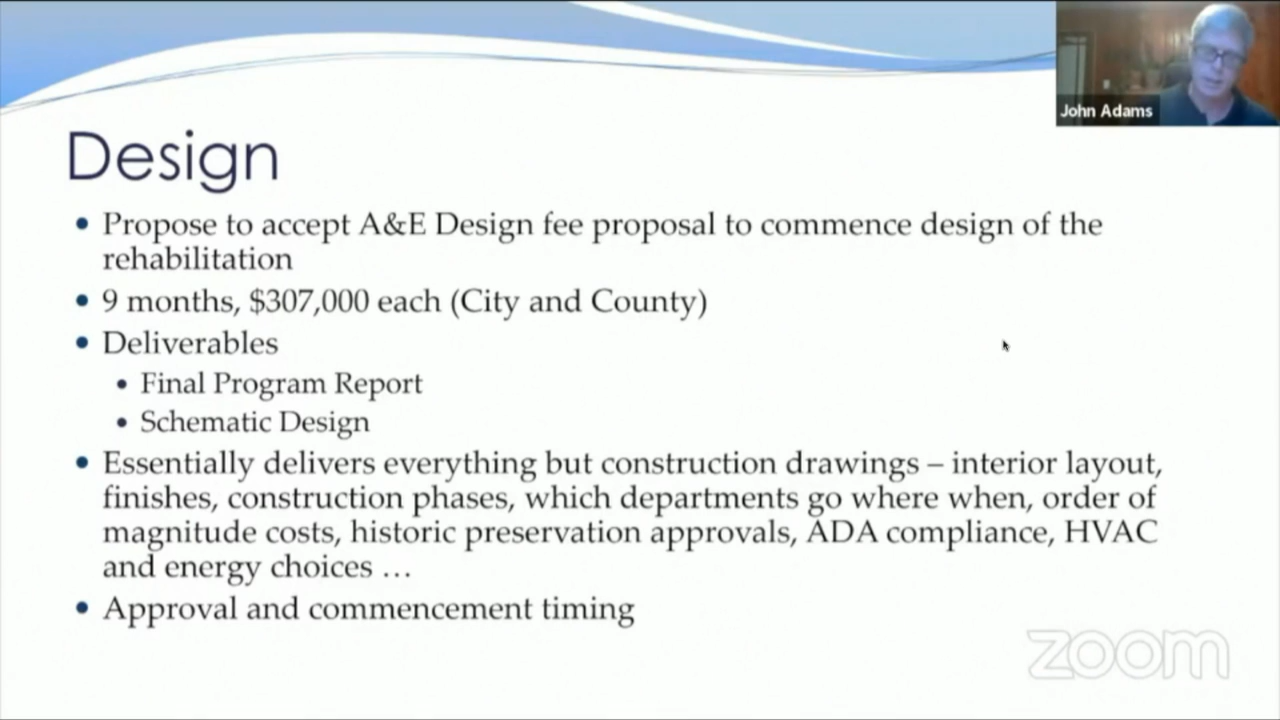 John Adams
Design
• Propose to accept A&E Design fee proposal to commence design of the
rehabilitation
• 9 months, $307,000 each (City and County)
• Deliverables
• Final Program Report
• Schematic Design
• Essentially delivers everything but construction drawings – interior layout,
finishes, construction phases, which departments go where when, order of
magnitude costs, historic preservation approvals, ADA compliance, HVAC
and energy choices …
• Approval and commencement timing
zoom